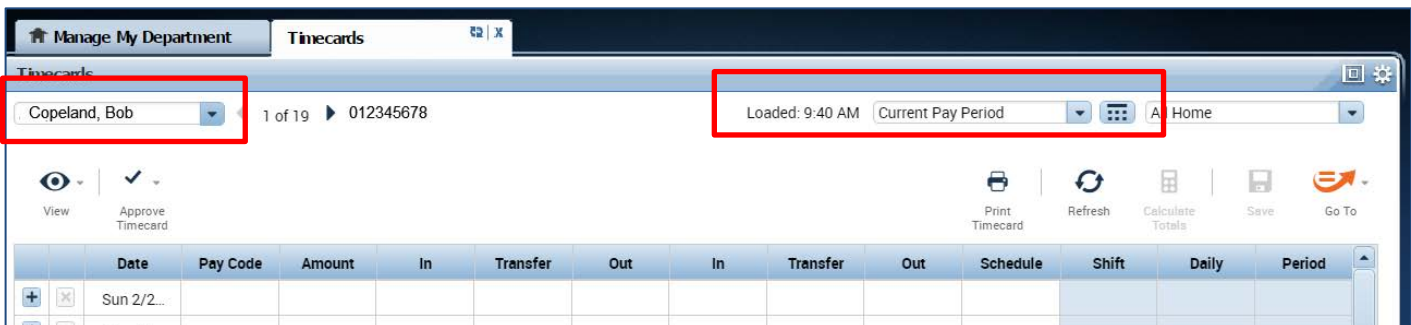 Manage My Department Timecards X
Timecards
Copeland, Bob 1 of 19 012345678 Loaded: 9:40 AM Current Pay Period All Home
View Approve Timecard Print Timecard Refresh Calculate Totals Save Go To
Date Pay Code Amount In Transfer Out In Transfer Out Schedule Shift Daily Period
Sun 2/2...